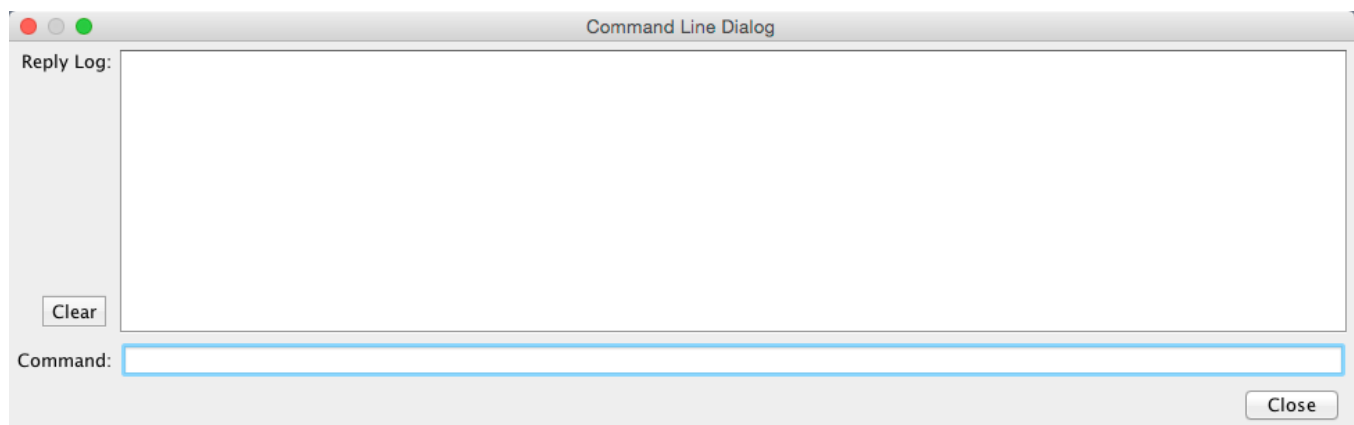 Command Line Dialog
Reply Log:
Clear
Command:
Close